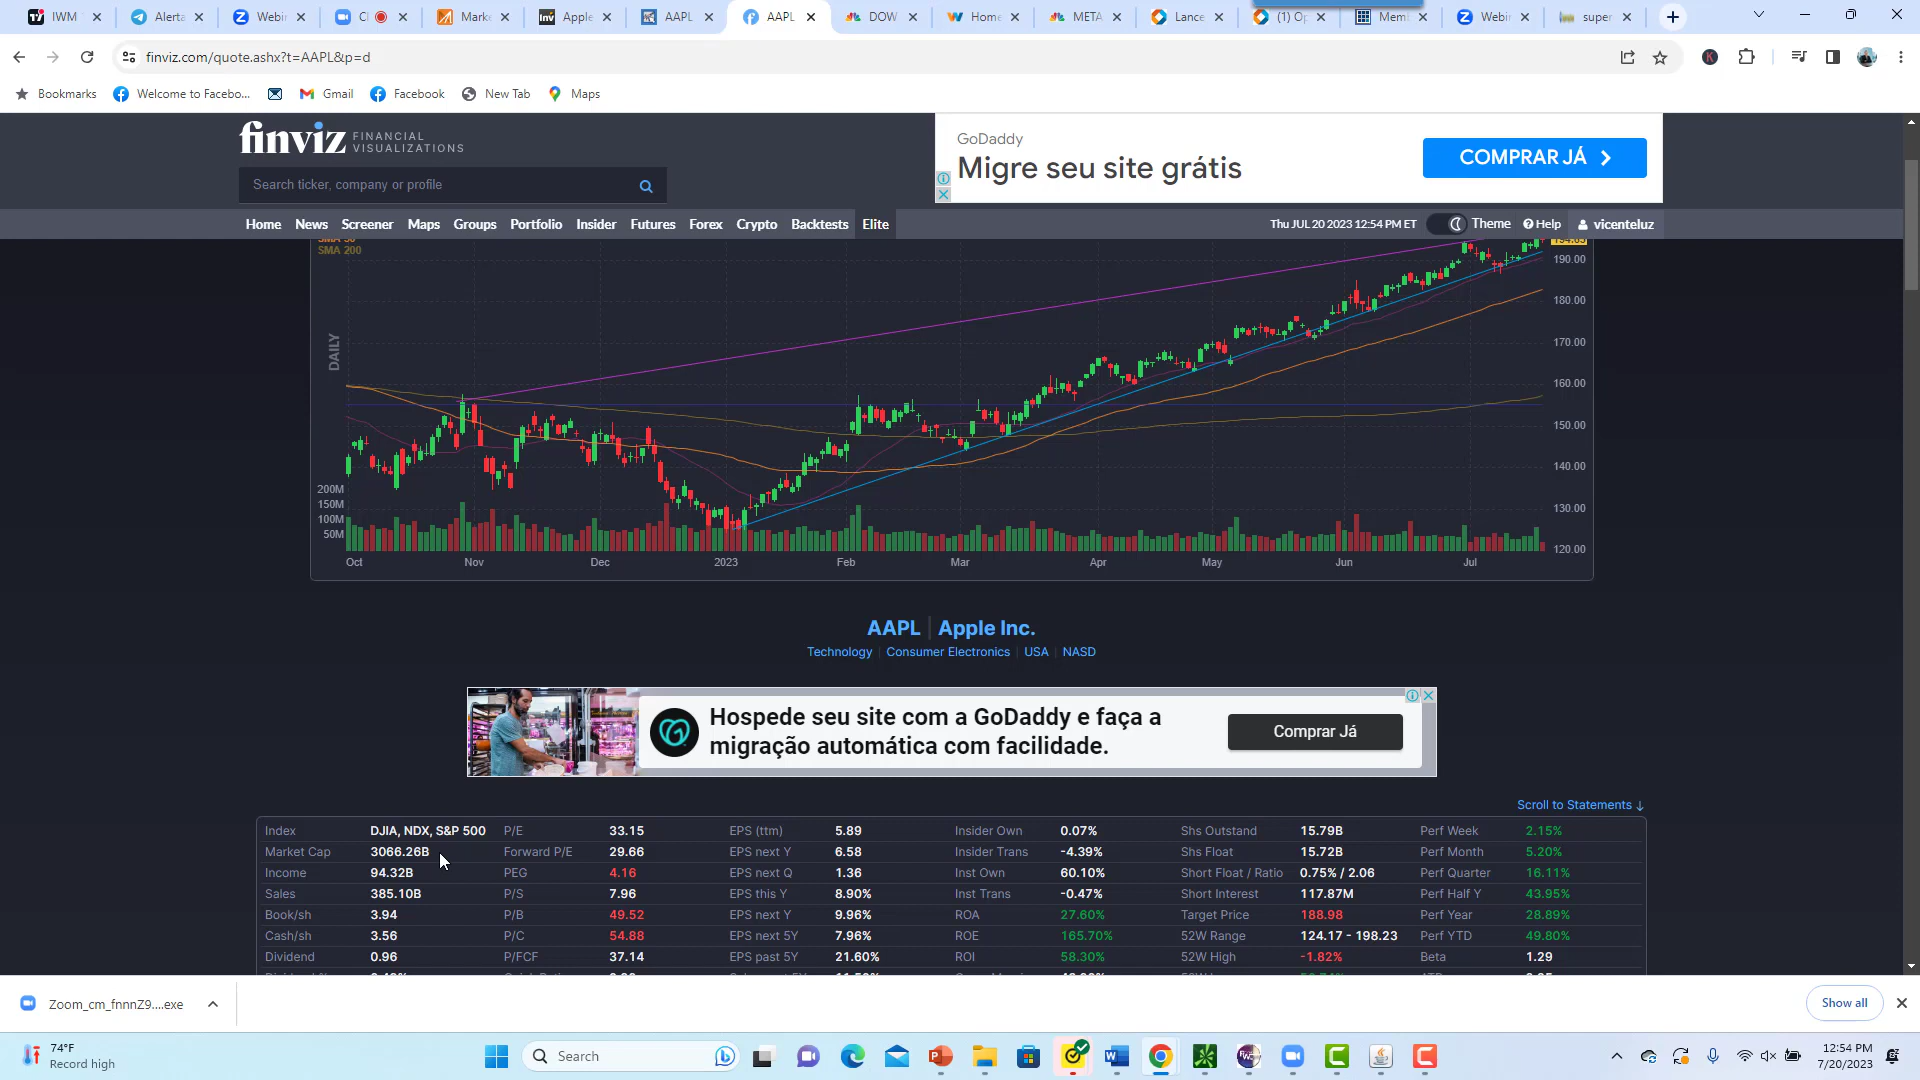 IWM
Alerta
Webin
Cl
Marke
Apple
AAPL
AAPL
DOW
Home
META
Lance
(1) Op
Memb
Webin
super
finviz.com/quote.ashx?t=AAPL&p=d
Bookmarks
Welcome to Facebo...
Gmail
Facebook
New Tab
Maps
finviz FINANCIAL VISUALIZATIONS
Search ticker, company or profile
GoDaddy
Migre seu site grátis
COMPRAR JÁ
Home News Screener Maps Groups Portfolio Insider Futures Forex Crypto Backtests Elite
Thu JUL 20 2023 12:54 PM ET Theme Help vicenteluz
SMA 200
DAILY
190.00
180.00
170.00
160.00
150.00
140.00
130.00
120.00
200M
150M
100M
50M
Oct Nov Dec 2023 Feb Mar Apr May Jun Jul
AAPL | Apple Inc.
Technology | Consumer Electronics | USA | NASD
Hospede seu site com a GoDaddy e faça a
migração automática com facilidade.
Comprar Já
Scroll to Statements ↓
Index DJIA, NDX, S&P 500 P/E 33.15 EPS (ttm) 5.89 Insider Own 0.07% Shs Outstand 15.79B Perf Week 2.15%
Market Cap 3066.26B Forward P/E 29.66 EPS next Y 6.58 Insider Trans -4.39% Shs Float 15.72B Perf Month 5.20%
Income 94.32B PEG 4.16 EPS next Q 1.36 Inst Own 60.10% Short Float / Ratio 0.75% / 2.06 Perf Quarter 16.11%
Sales 385.10B P/S 7.96 EPS this Y 8.90% Inst Trans -0.47% Short Interest 117.87M Perf Half Y 43.95%
Book/sh 3.94 P/B 49.52 EPS next Y 9.96% ROA 27.60% Target Price 188.98 Perf Year 28.89%
Cash/sh 3.56 P/C 54.88 EPS next 5Y 7.96% ROE 165.70% 52W Range 124.17 - 198.23 Perf YTD 49.80%
Dividend 0.96 P/FCF 37.14 EPS past 5Y 21.60% ROI 58.30% 52W High -1.82% Beta 1.29
Zoom_cm_fnnnZ9....exe
Show all
74°F
Record high
Search
12:54 PM
7/20/2023